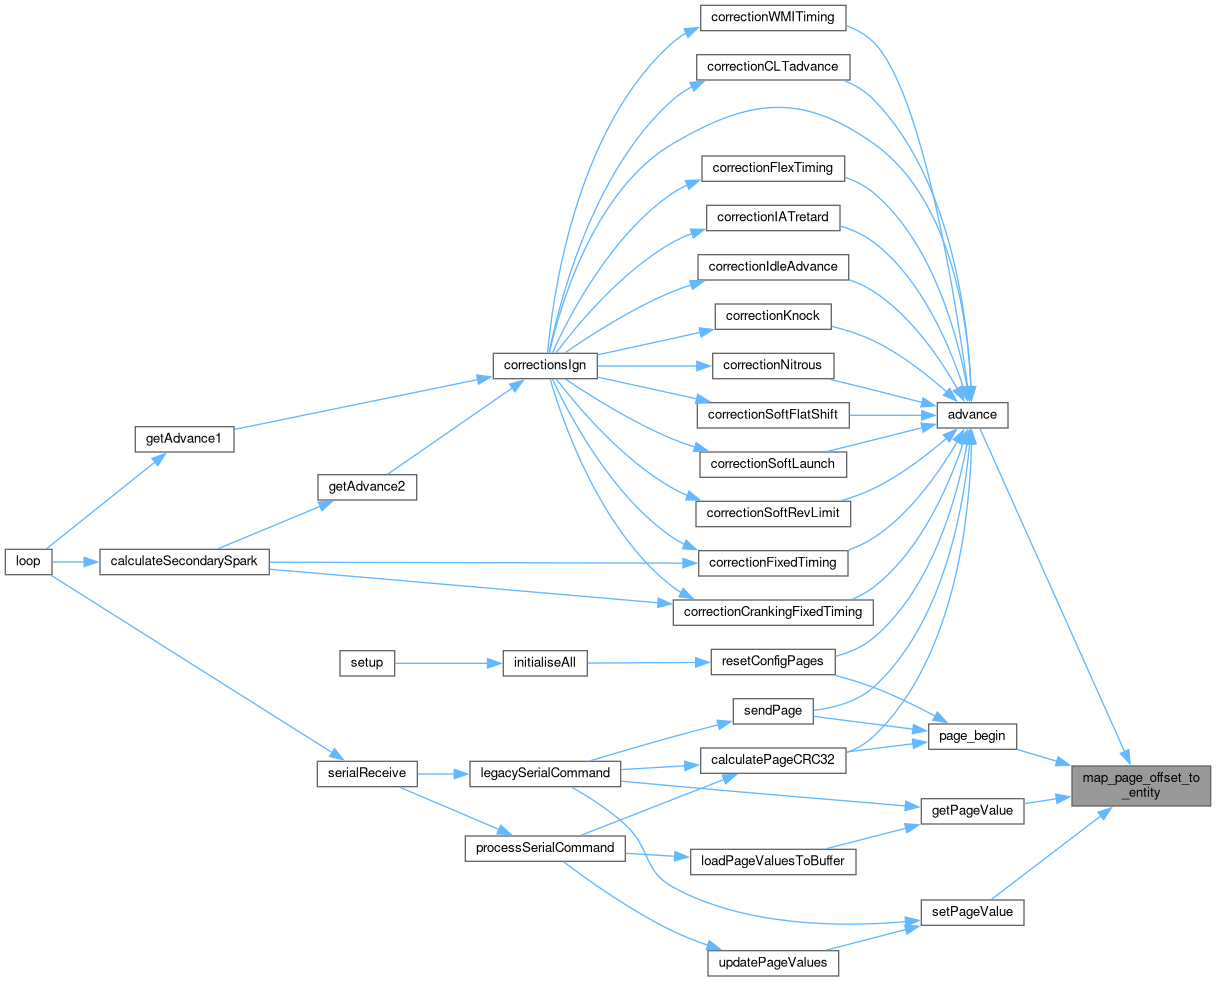 correctionWMITiming
correctionCLTadvance
correctionFlexTiming
correctionIATretard
correctionIdleAdvance
correctionKnock
correctionsIgn
correctionNitrous
correctionSoftFlatShift
advance
getAdvance1
correctionSoftLaunch
getAdvance2
correctionSoftRevLimit
loop
calculateSecondarySpark
correctionFixedTiming
correctionCrankingFixedTiming
setup
initialiseAll
resetConfigPages
sendPage
page_begin
calculatePageCRC32
serialReceive
legacySerialCommand
map_page_offset_to
_entity
getPageValue
processSerialCommand
loadPageValuesToBuffer
setPageValue
updatePageValues